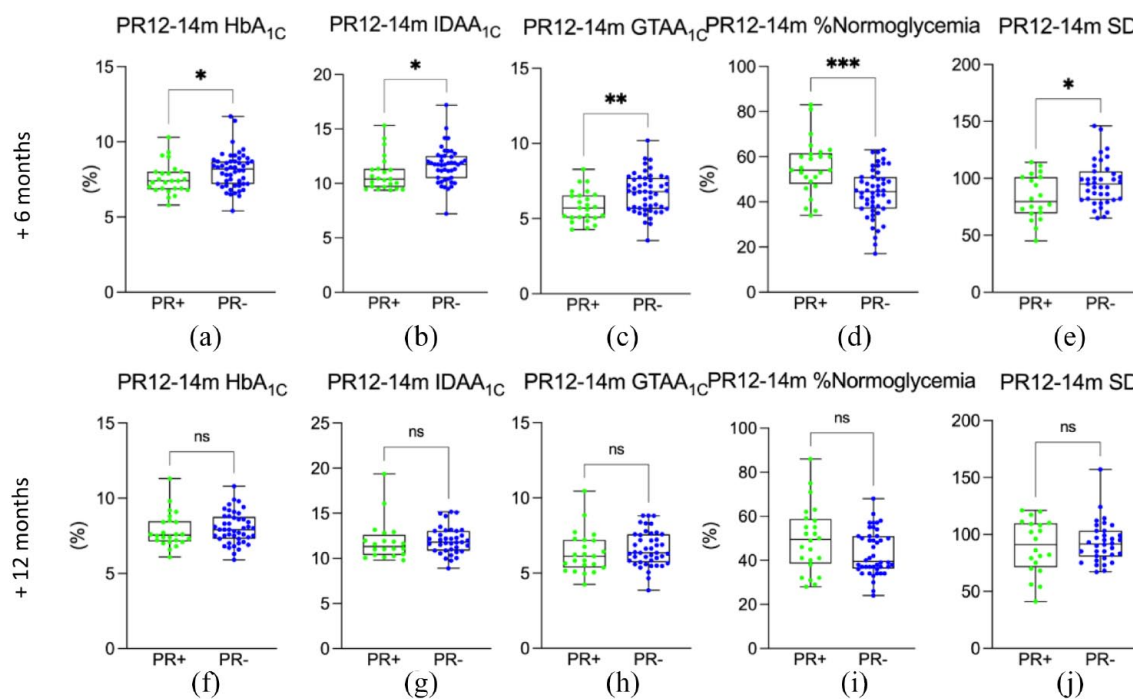 PR12-14m HbA1C
PR12-14m IDAA1C
PR12-14m GTAA1C
PR12-14m %Normoglycemia
PR12-14m SD
+ 6 months
15
10
5
0
(%)
*
PR+ PR-
(a)
20
15
10
5
0
*
PR+ PR-
(b)
15
10
5
0
**
PR+ PR-
(c)
100
80
60
40
20
0
(%)
***
PR+ PR-
(d)
200
150
100
50
0
*
PR+ PR-
(e)
PR12-14m HbA1C
PR12-14m IDAA1C
PR12-14m GTAA1C
PR12-14m %Normoglycemia
PR12-14m SD
+ 12 months
15
10
5
0
(%)
ns
PR+ PR-
(f)
25
20
15
10
5
0
ns
PR+ PR-
(g)
15
10
5
0
ns
PR+ PR-
(h)
100
80
60
40
20
0
(%)
ns
PR+ PR-
(i)
200
150
100
50
0
ns
PR+ PR-
(j)